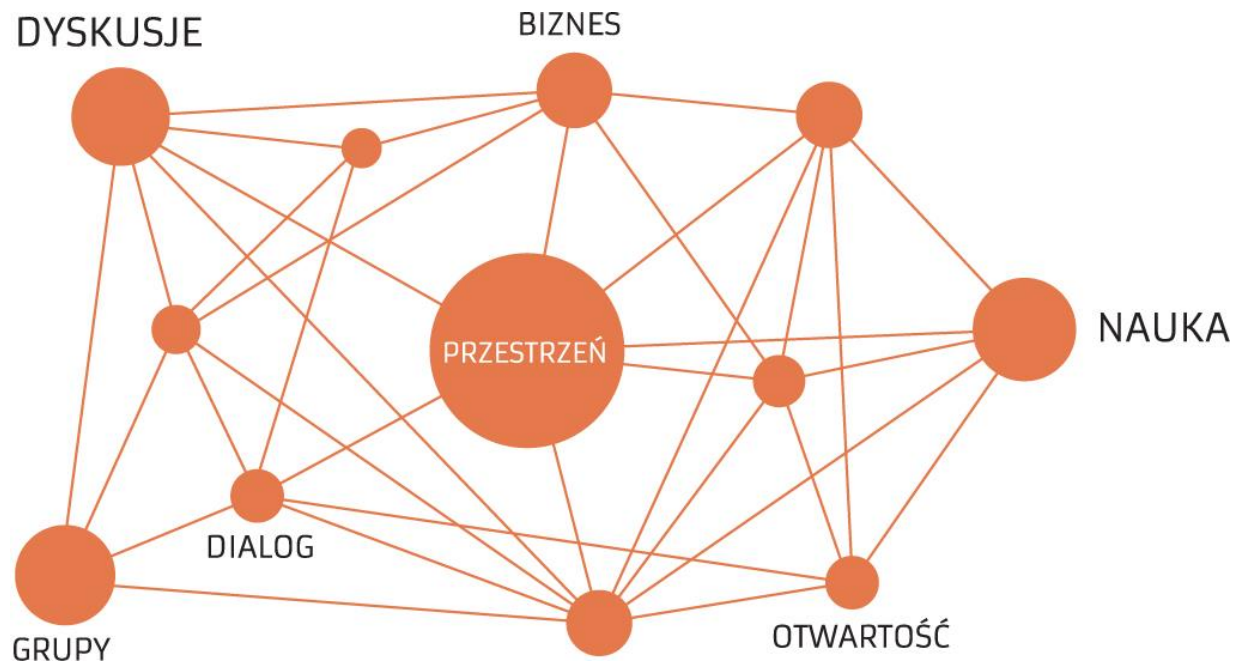 DYSKUSJE
BIZNES
PRZESTRZEŃ
NAUKA
DIALOG
GRUPY
OTWARTOŚĆ